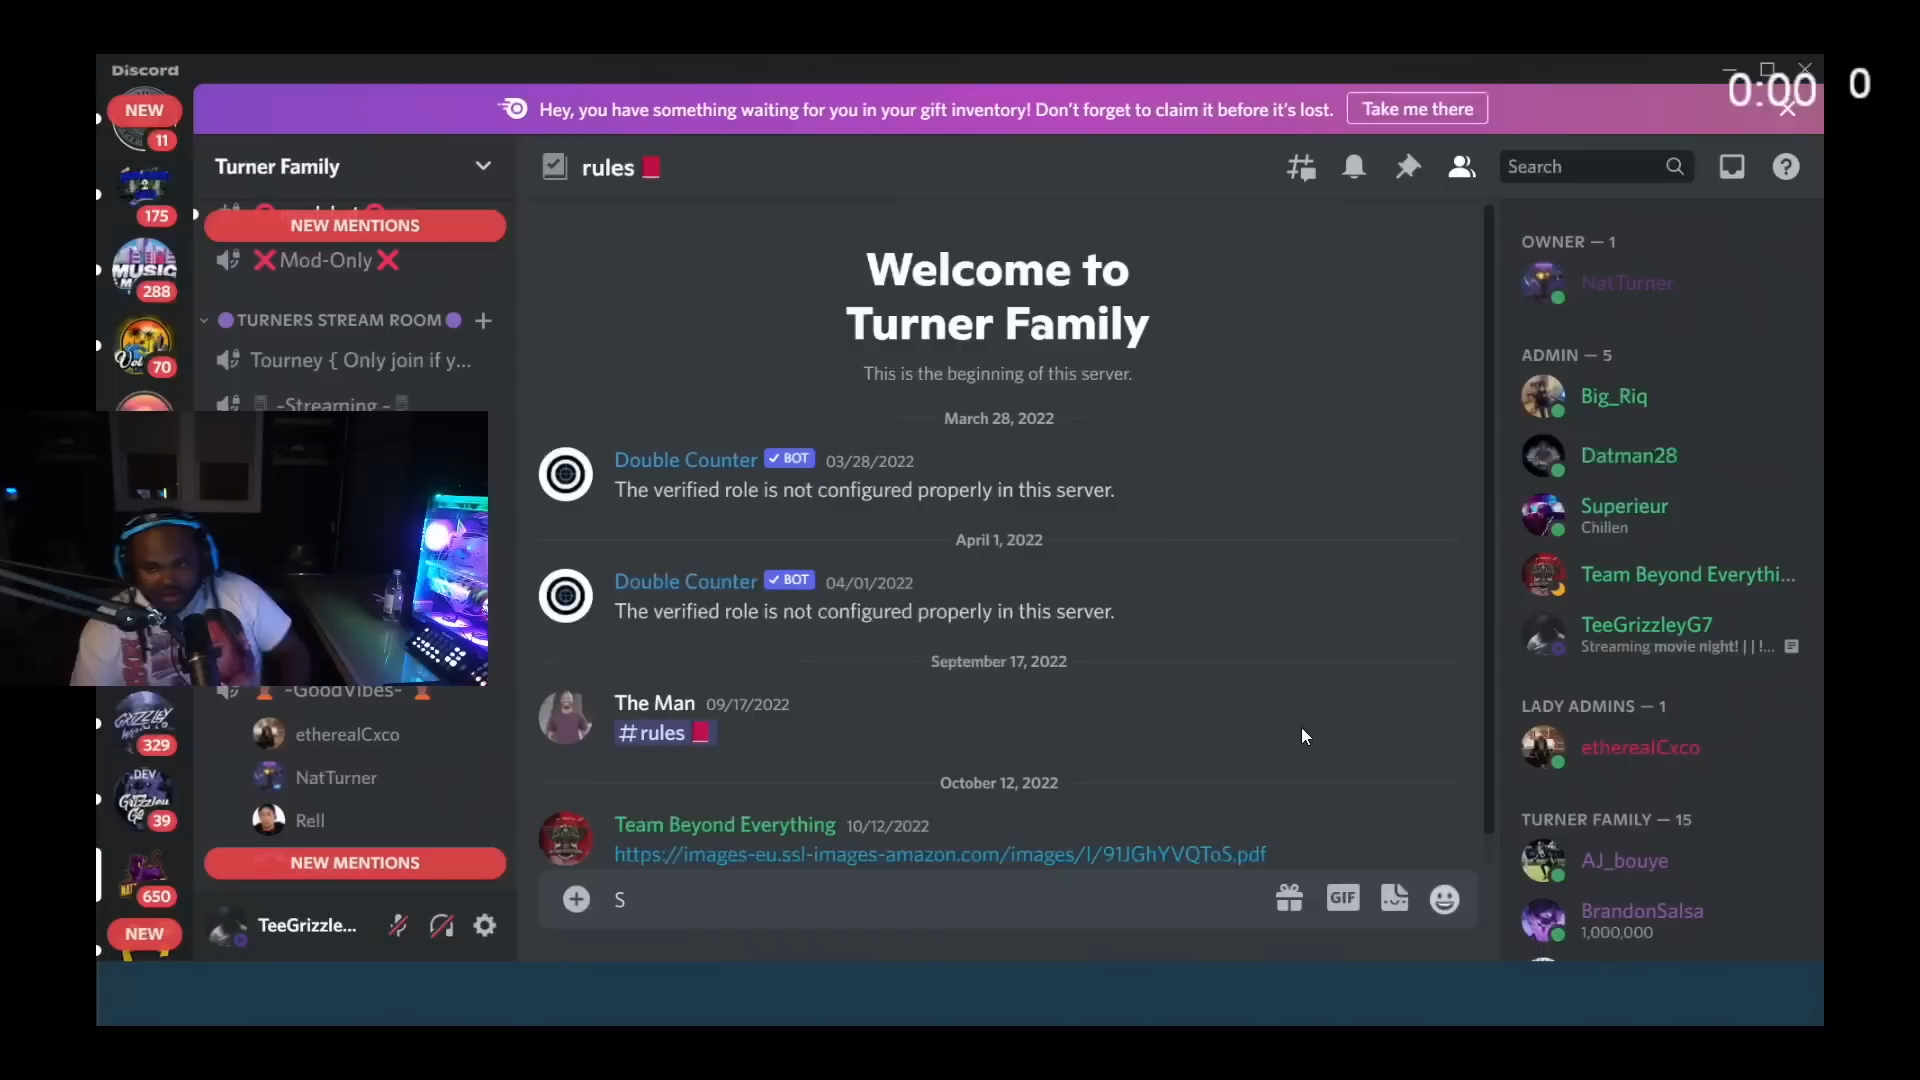 Discord
0:00 0
Hey, you have something waiting for you in your gift inventory! Don't forget to claim it before it's lost. Take me there
NEW
11
175
MUSIC
288
Vol
70
GRIZZLEY
329
DEV
39
650
NEW
Turner Family
NEW MENTIONS
❌Mod-Only❌
TURNERS STREAM ROOM
Tourney { Only join if y...
-Streaming -
-GoodVibes-
etherealCxco
NatTurner
Rell
NEW MENTIONS
TeeGrizzle...
rules
Search
Welcome to
Turner Family
This is the beginning of this server.
March 28, 2022
Double Counter ✓ BOT 03/28/2022
The verified role is not configured properly in this server.
April 1, 2022
Double Counter ✓ BOT 04/01/2022
The verified role is not configured properly in this server.
September 17, 2022
The Man 09/17/2022
#rules
October 12, 2022
Team Beyond Everything 10/12/2022
https://images-eu.ssl-images-amazon.com/images/I/91JGhYVQToS.pdf
S
GIF
OWNER — 1
NatTurner
ADMIN — 5
Big_Riq
Datman28
Superieur
Chillen
Team Beyond Everythi...
TeeGrizzleyG7
Streaming movie night! | | !...
LADY ADMINS — 1
etherealCxco
TURNER FAMILY — 15
AJ_bouye
BrandonSalsa
1,000,000